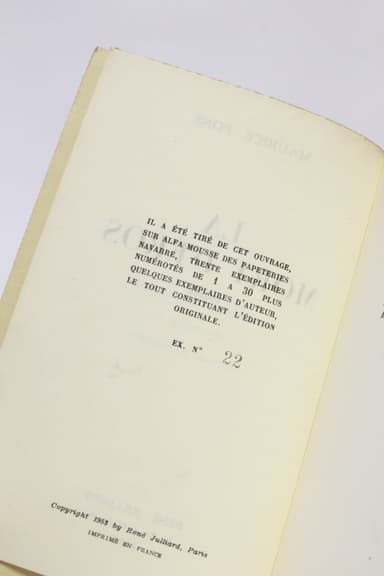 IL A ÉTÉ TIRÉ DE CET OUVRAGE,
SUR ALFA MOUSSE DES PAPETERIES
NAVARRE, TRENTE EXEMPLAIRES
NUMÉROTÉS DE 1 A 30 PLUS
QUELQUES EXEMPLAIRES D'AUTEUR,
LE TOUT CONSTITUANT L'ÉDITION
ORIGINALE.
EX. N° 22
Copyright 1953 by René Julliard, Paris
IMPRIMÉ EN FRANCE